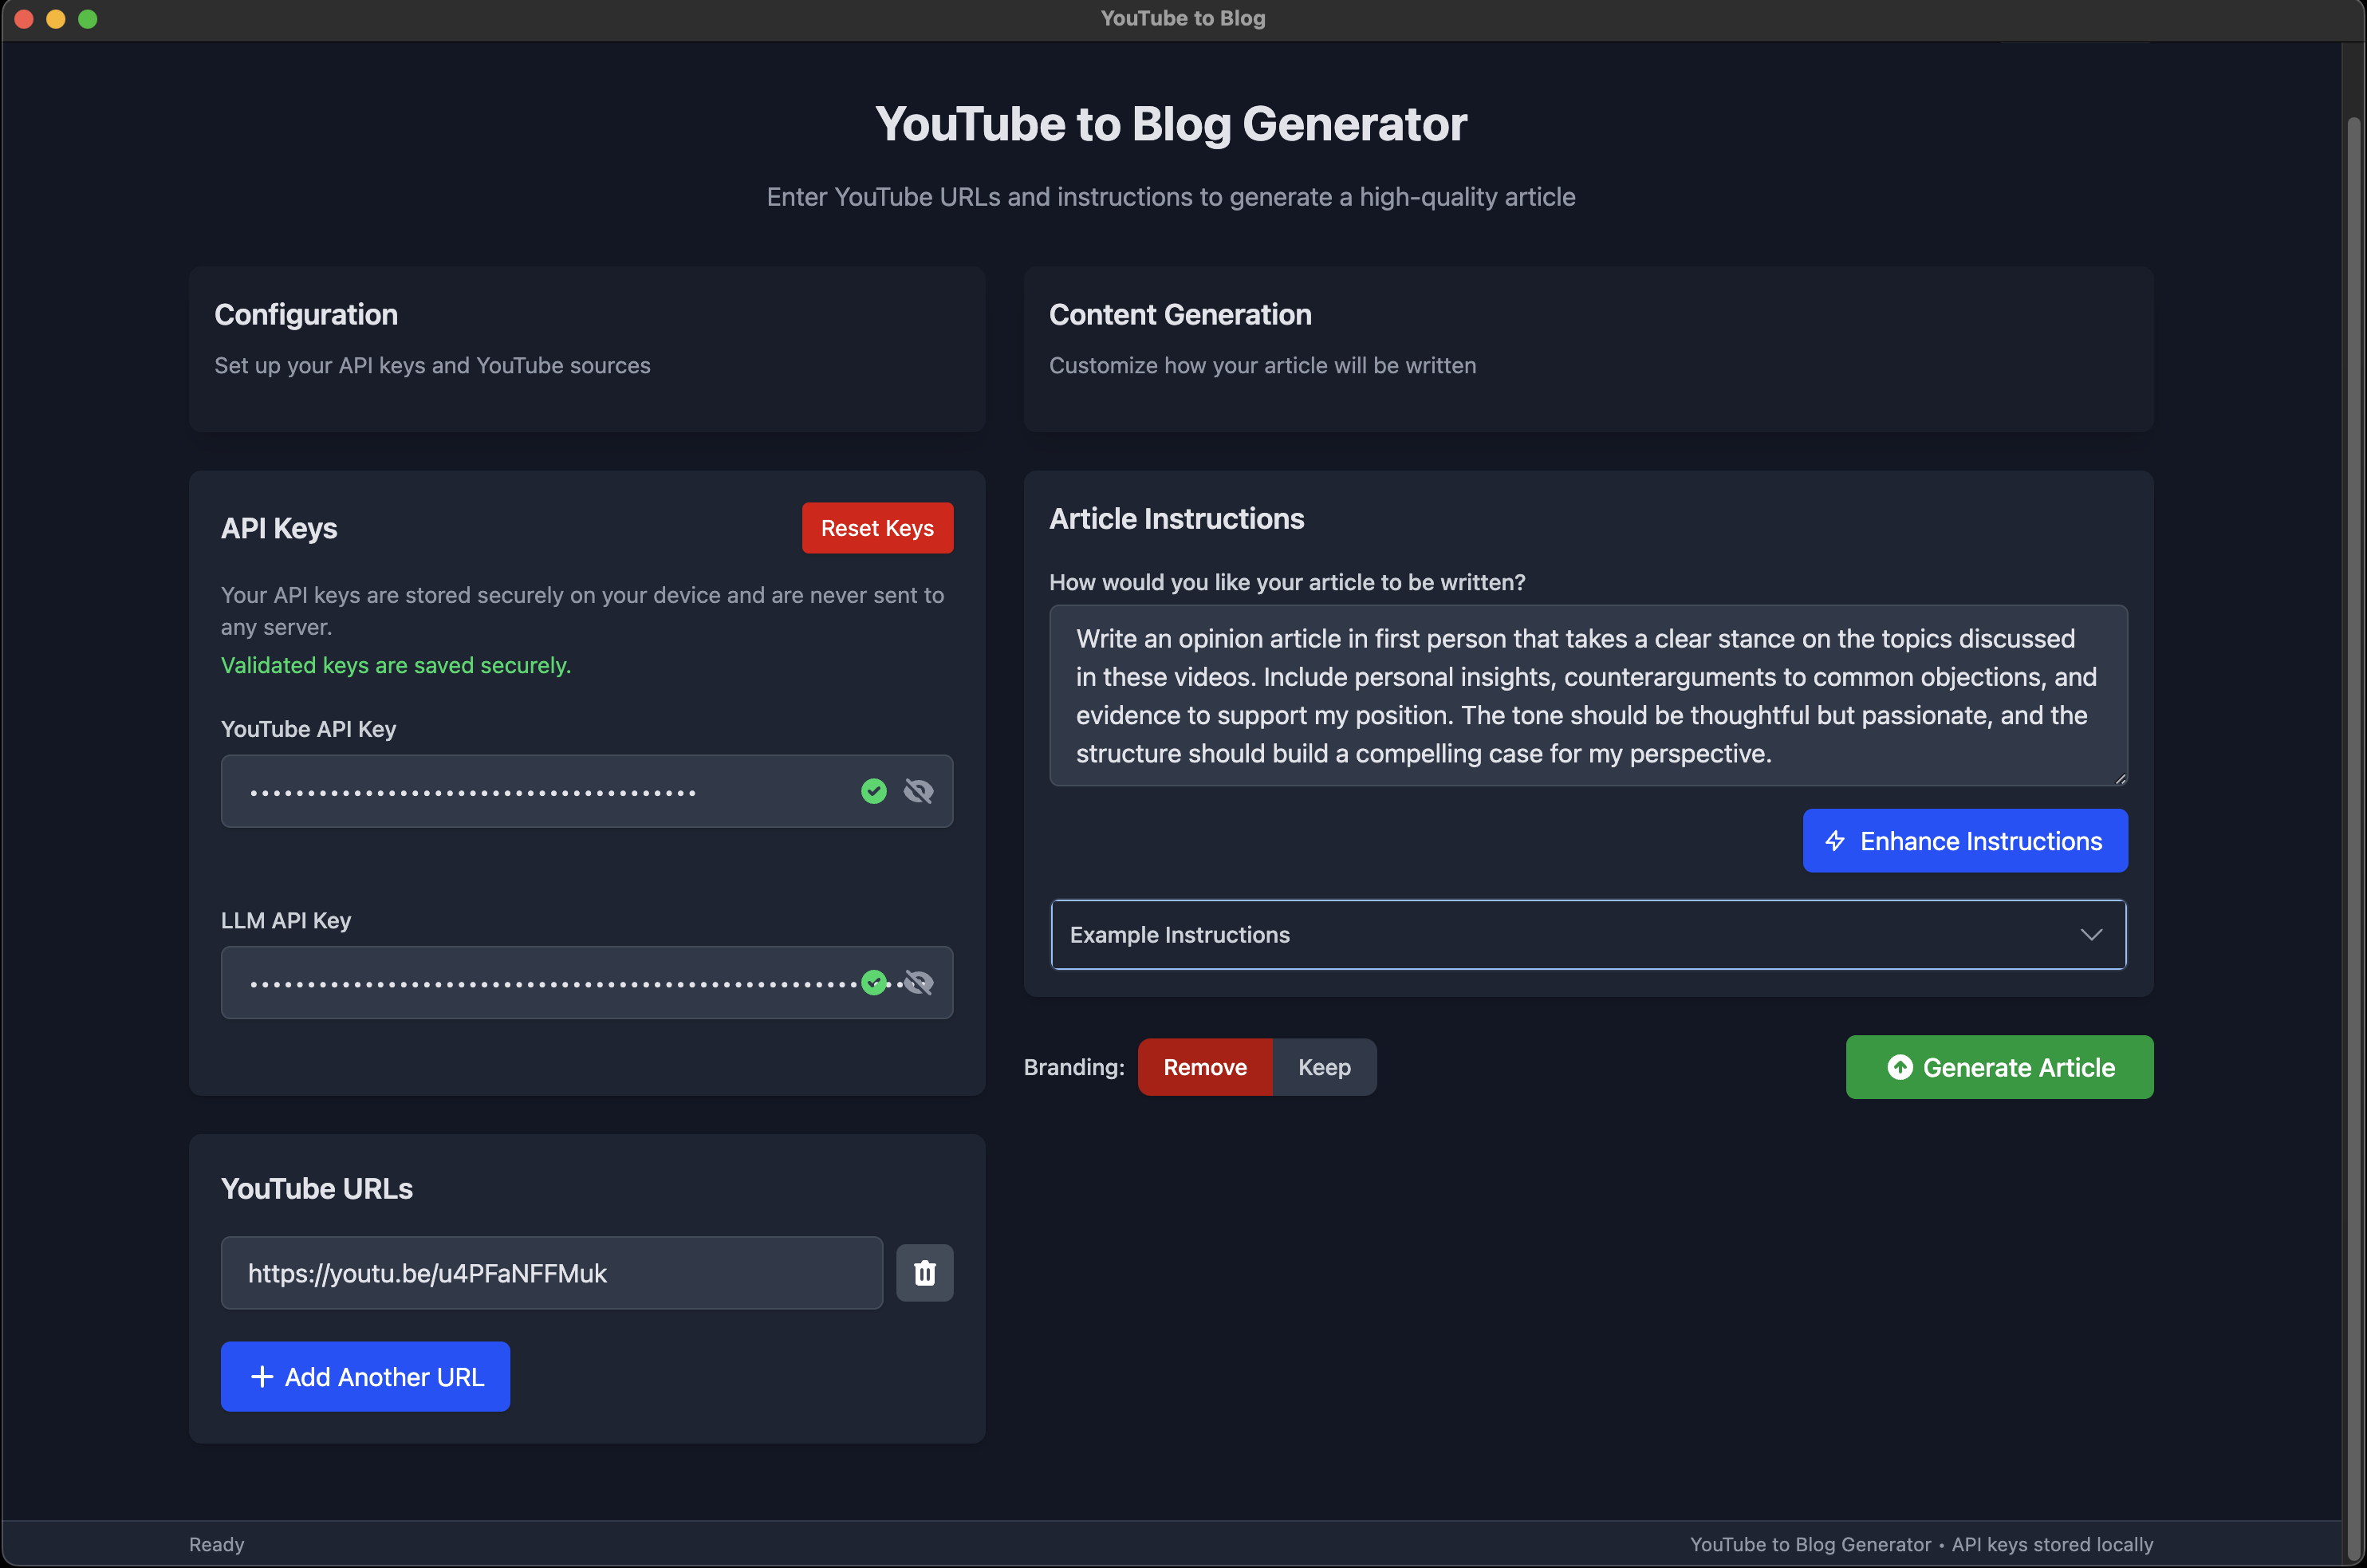 YouTube to Blog
YouTube to Blog Generator
Enter YouTube URLs and instructions to generate a high-quality article
Configuration
Set up your API keys and YouTube sources
API Keys
Reset Keys
Your API keys are stored securely on your device and are never sent to
any server.
Validated keys are saved securely.
YouTube API Key
LLM API Key
YouTube URLs
https://youtu.be/u4PFaNFFMuk
Add Another URL
Content Generation
Customize how your article will be written
Article Instructions
How would you like your article to be written?
Write an opinion article in first person that takes a clear stance on the topics discussed
in these videos. Include personal insights, counterarguments to common objections, and
evidence to support my position. The tone should be thoughtful but passionate, and the
structure should build a compelling case for my perspective.
Enhance Instructions
Example Instructions
Branding: Remove Keep
Generate Article
Ready
YouTube to Blog Generator • API keys stored locally